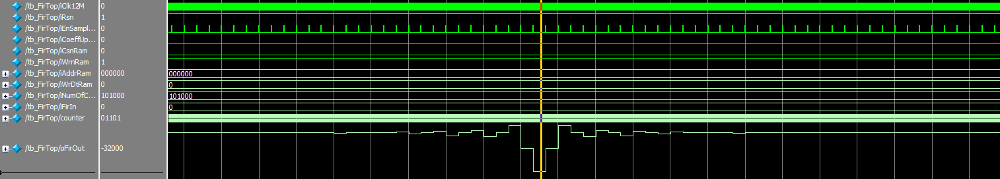 /tb_FirTop/iClk12M 0
/tb_FirTop/iRsn 1
/tb_FirTop/iEnSampl... 0
/tb_FirTop/iCoeffUp... 0
/tb_FirTop/iCsnRam 0
/tb_FirTop/iWrnRam 1
/tb_FirTop/iAddrRam 000000 000000
/tb_FirTop/iWrDtRam 0 0
/tb_FirTop/iNumOfC... 101000 101000
/tb_FirTop/iFirIn 0 0
/tb_FirTop/counter 01101
/tb_FirTop/oFirOut -32000